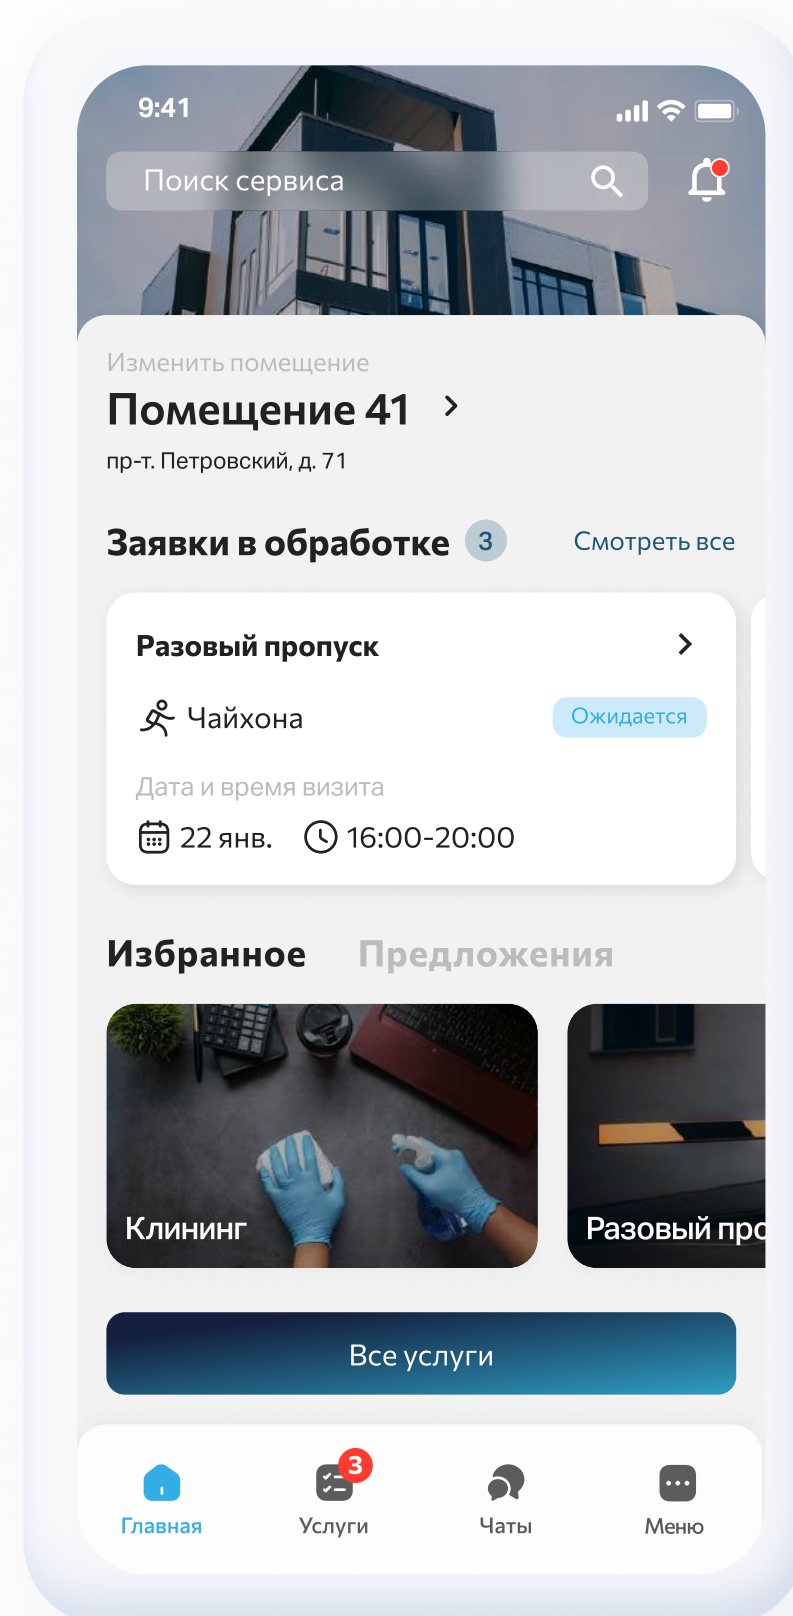 9:41
Поиск сервиса
Изменить помещение
Помещение 41
пр-т. Петровский, д. 71
Заявки в обработке 3 Смотреть все
Разовый пропуск
Чайхона Ожидается
Дата и время визита
22 янв. 16:00-20:00
Избранное Предложения
Клининг Разовый про
Все услуги
3
Главная Услуги Чаты Меню